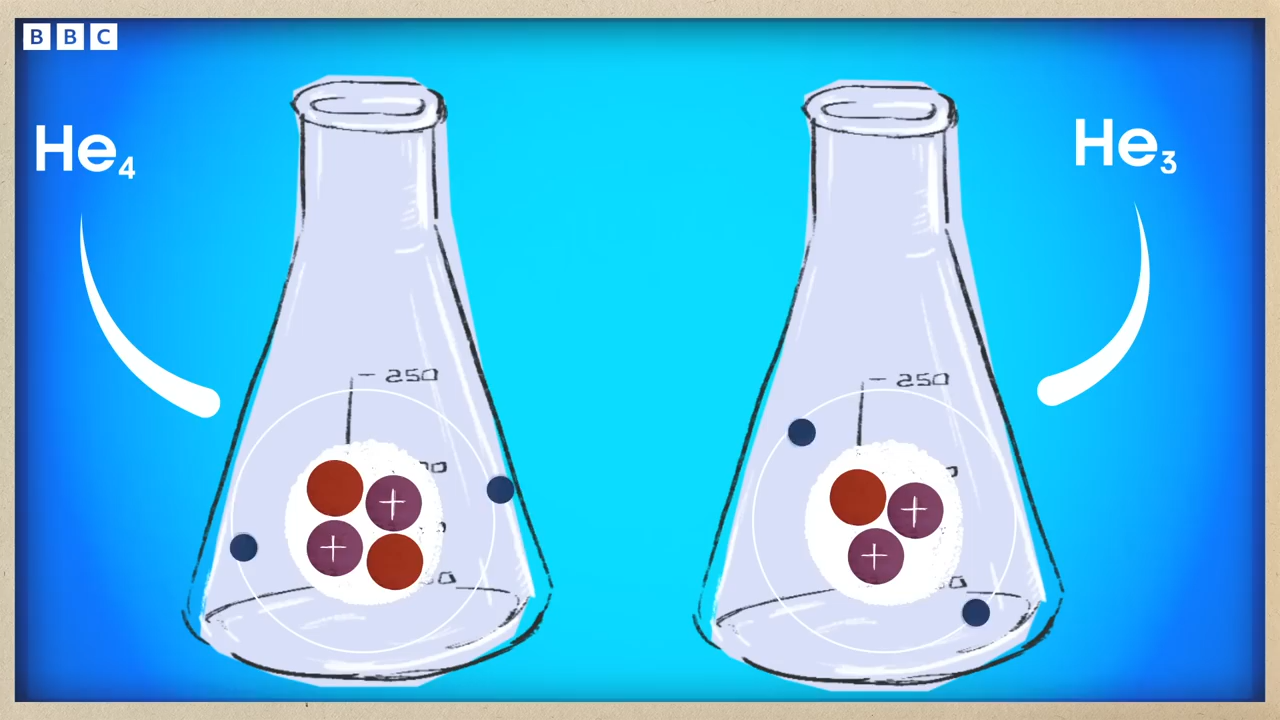 BBC
He₄
He₃
- 250
- 250
+
+
+
+